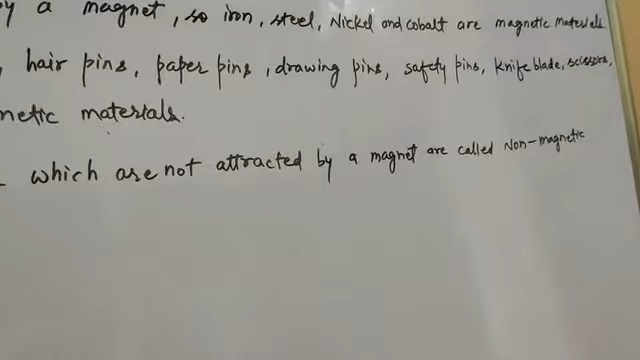 by a magnet, so iron, steel, Nickel and cobalt are magnetic materials
, hair pins, paper pins, drawing pins, safety pins, Knife blade, scissors,
netic materials.
which are not attracted by a magnet are called Non-magnetic